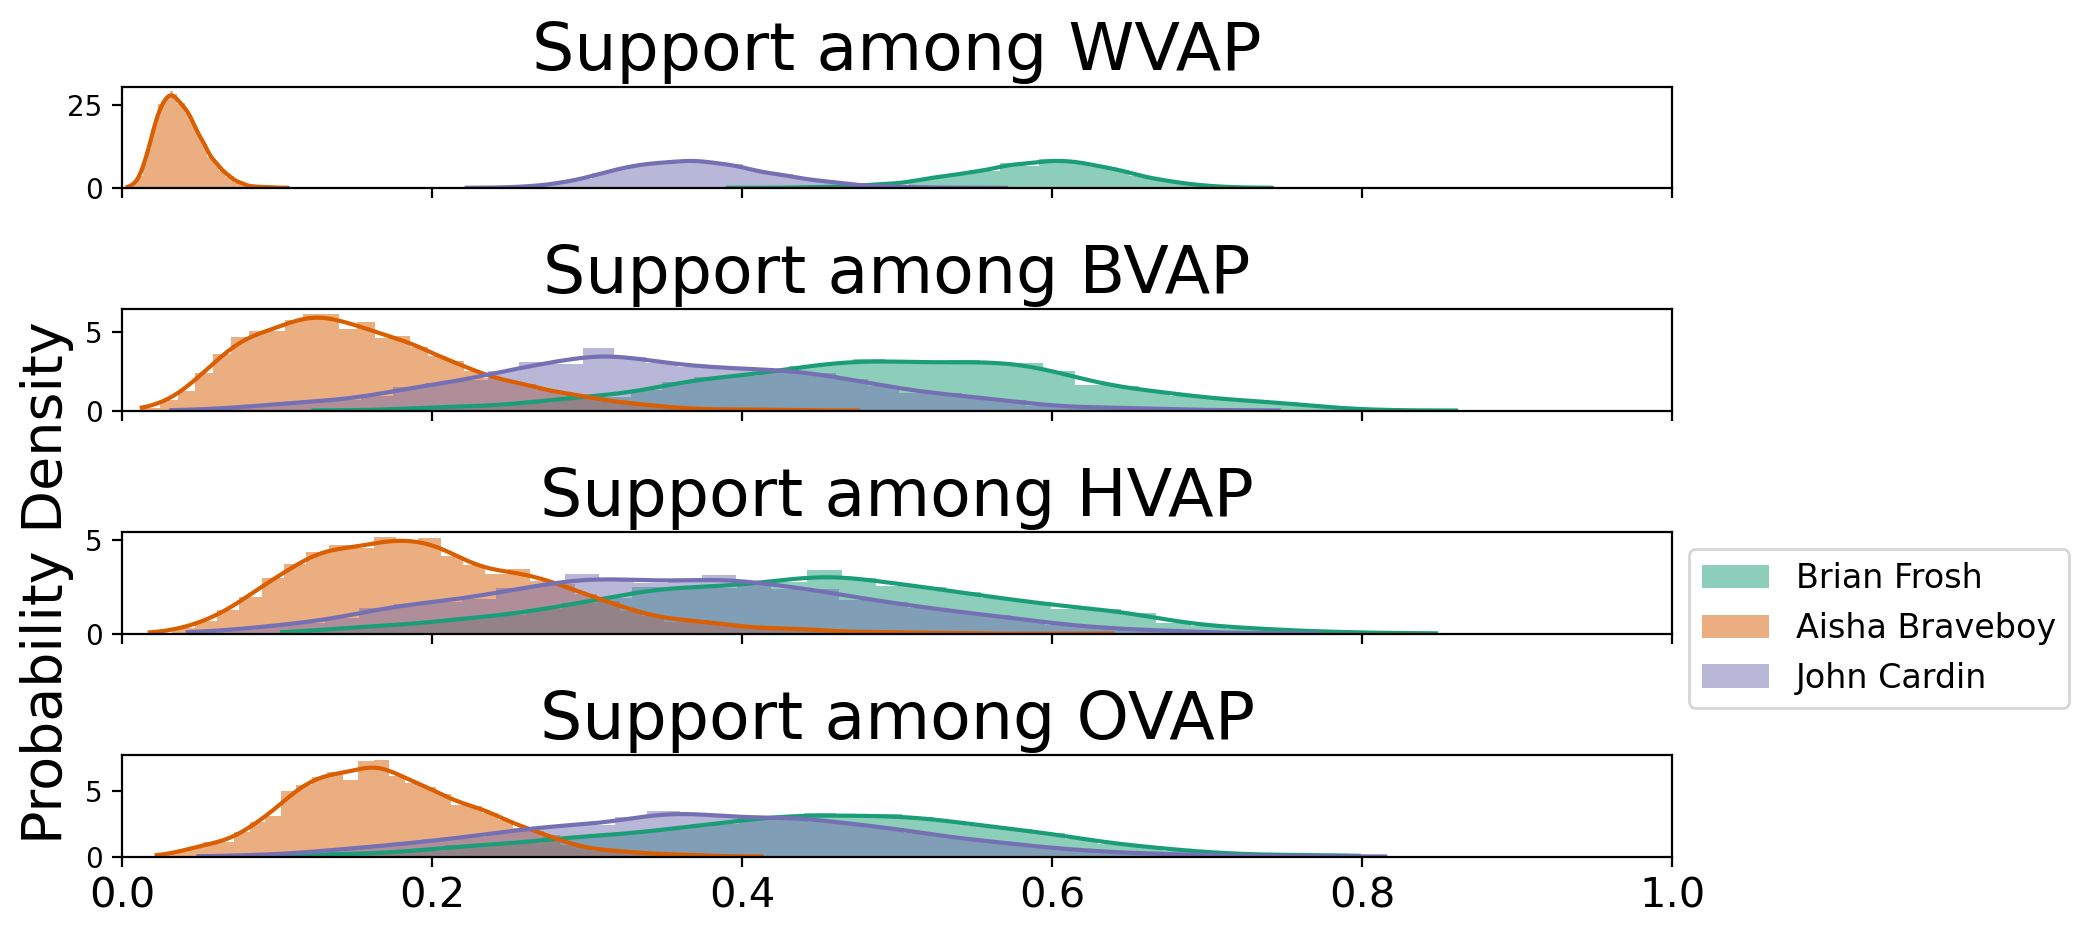 Support among WVAP
25
0
Support among BVAP
5
0
Support among HVAP
5
0
Support among OVAP
5
0
0.0 0.2 0.4 0.6 0.8 1.0
Probability Density
Brian Frosh
Aisha Braveboy
John Cardin